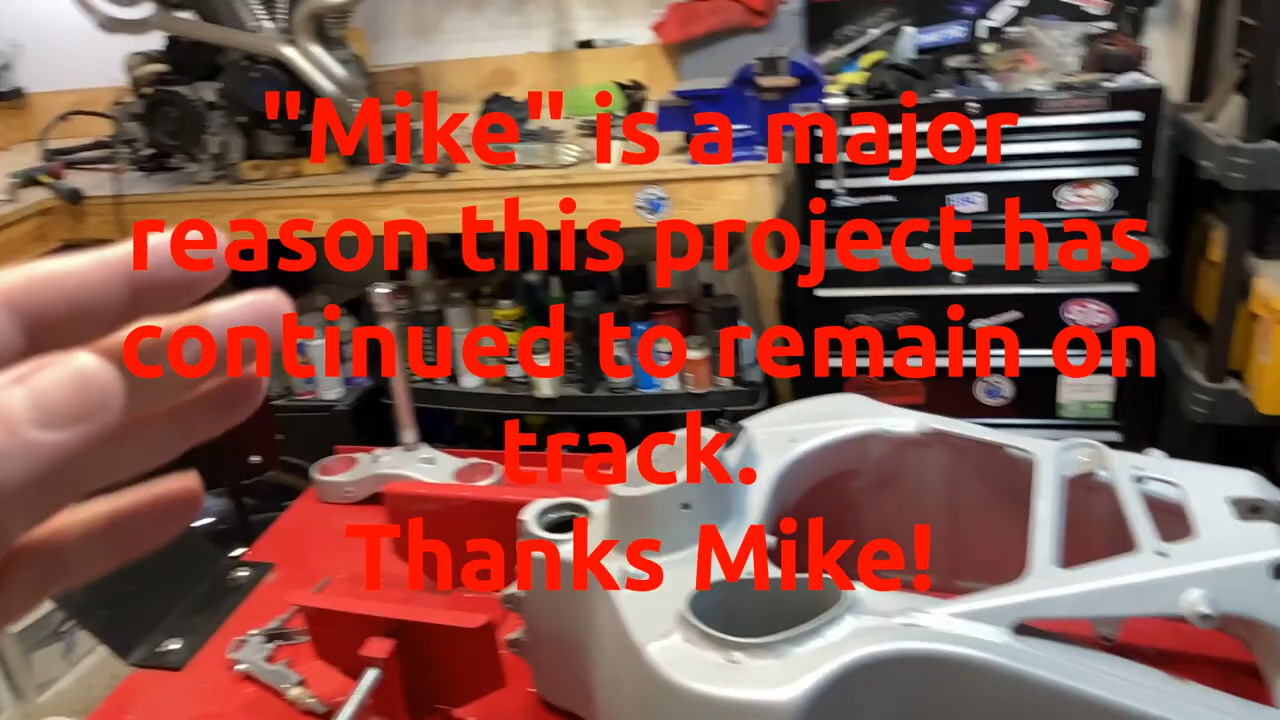 "Mike" is a major
reason this project has
continued to remain on
track.
Thanks Mike!